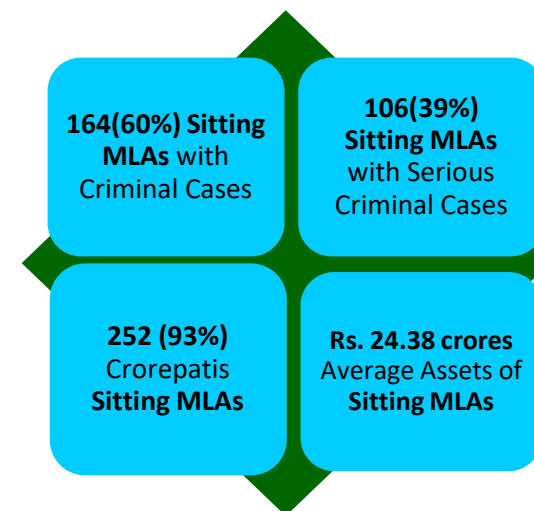 164(60%) Sitting
MLAs with
Criminal Cases
106(39%)
Sitting MLAs
with Serious
Criminal Cases
252 (93%)
Crorepatis
Sitting MLAs
Rs. 24.38 crores
Average Assets of
Sitting MLAs